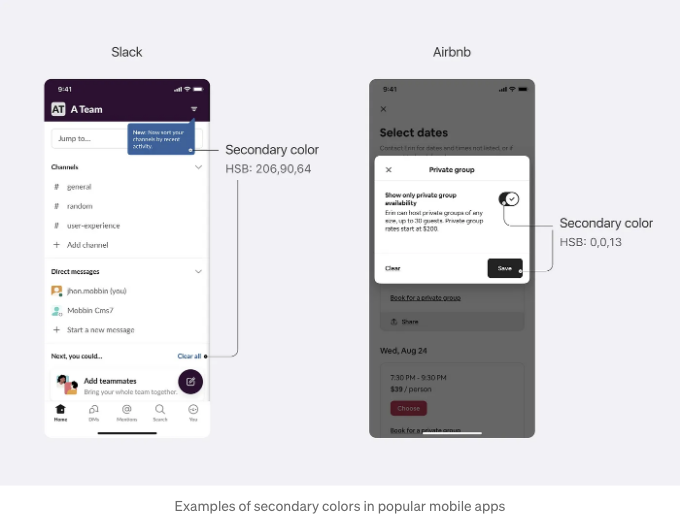 Slack
9:41
AT A Team
Jump to...
New: Now sort your
channels by recent
activity.
Channels
# general
# random
# user-experience
+ Add channel
Direct messages
jhon.mobbin (you)
Mobbin Cms7
+ Start a new message
Next, you could...
Clear all
Add teammates
Bring your whole team together.
Home
DMs
Mentions
Search
You
Secondary color
HSB: 206,90,64
Airbnb
9:41
Select dates
Contact Erin for dates and times not listed, or if
Private group
Show only private group
availability
Erin can host private groups of any
size, up to 30 guests. Private group
rates start at $200.
Clear
Save
Book for a private group
Share
Wed, Aug 24
7:30 PM - 9:30 PM
$39 / person
Choose
Book for a private group
Secondary color
HSB: 0,0,13
Examples of secondary colors in popular mobile apps